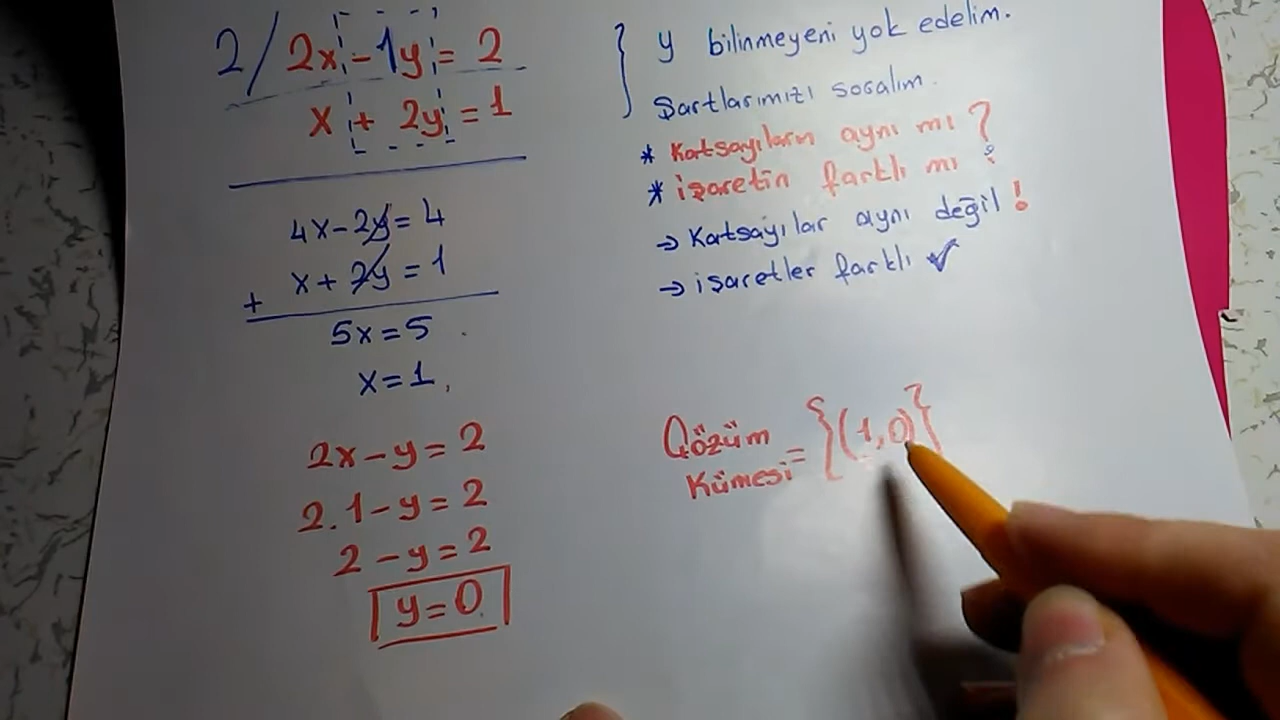 2/ 2x - 1y = 2
x + 2y = 1
4x - 2y = 4
x + 2y = 1
+
5x = 5
x = 1
2x - y = 2
2.1 - y = 2
2 - y = 2
y = 0
} y bilinmeyeni yok edelim.
Şartlarımızı soralım.
* Katsayıların aynı mı?
* işaretin farklı mı?
→ Katsayılar aynı değil!
→ işaretler farklı ✓
Çözüm
Kümesi = {(1,0)}